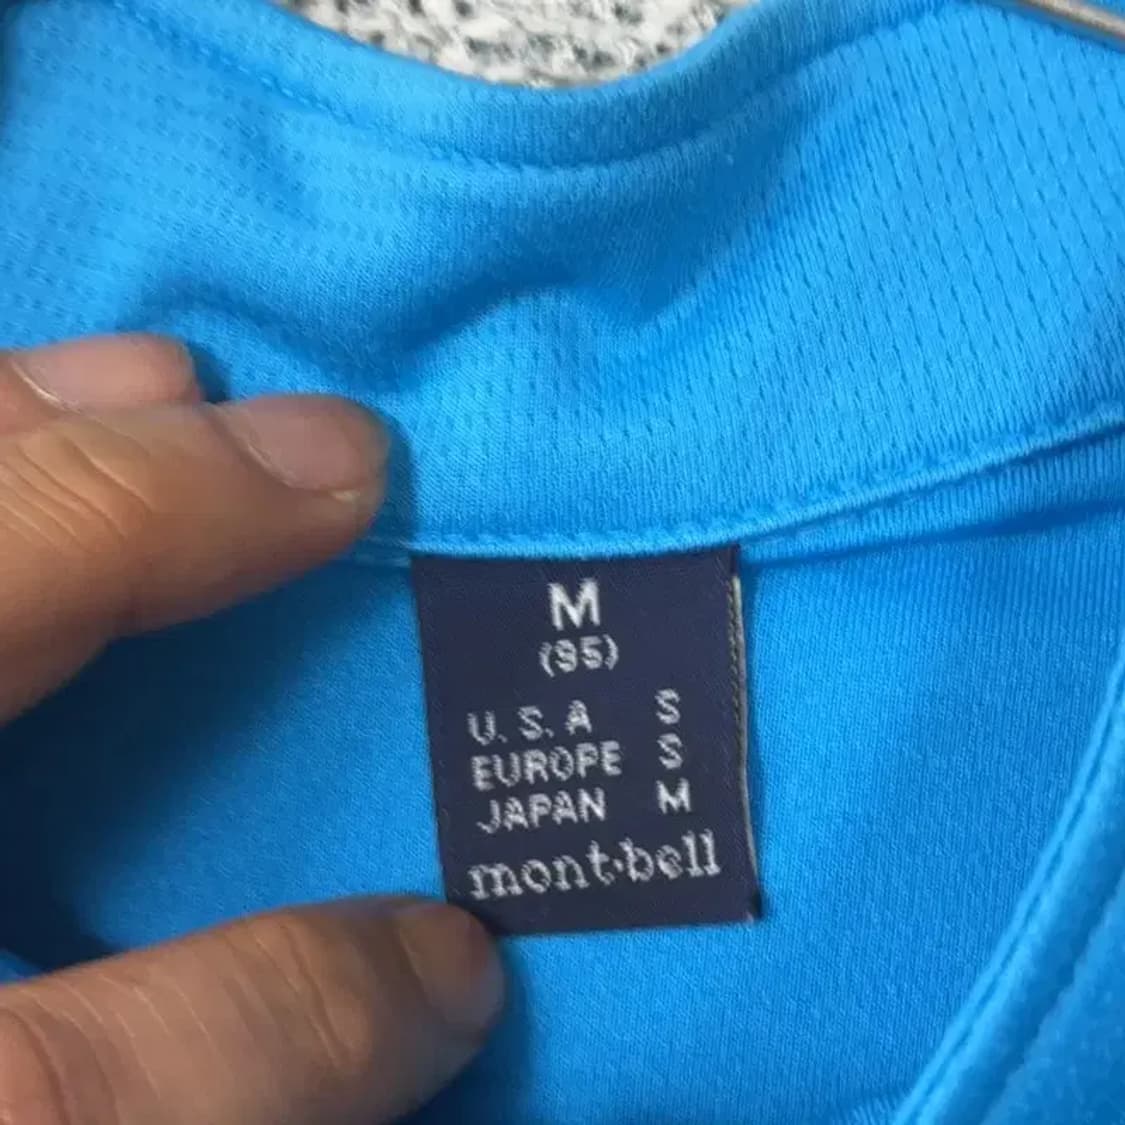 M
(95)
U.S.A S
EUROPE S
JAPAN M
mont·bell